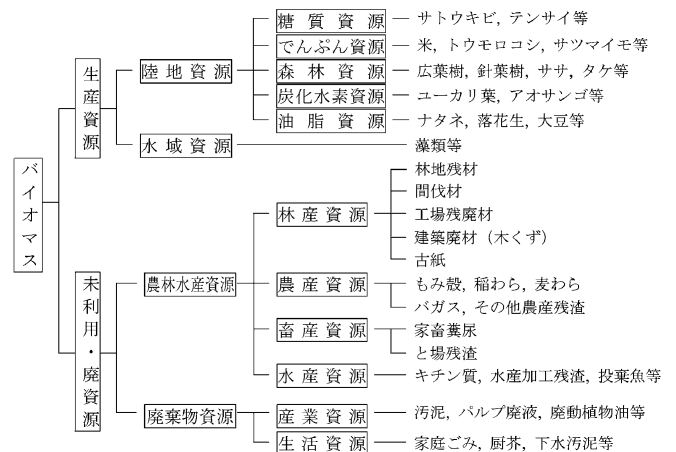 バイオマス
生産資源
陸地資源
糖質資源
サトウキビ, テンサイ等
でんぷん資源
米, トウモロコシ, サツマイモ等
森林資源
広葉樹, 針葉樹, ササ, タケ等
炭化水素資源
ユーカリ葉, アオサンゴ等
油脂資源
ナタネ, 落花生, 大豆等
水域資源
藻類等
未利用・廃資源
農林水産資源
林産資源
林地残材
間伐材
工場残廃材
建築廃材（木くず）
古紙
農産資源
もみ殻, 稲わら, 麦わら
バガス, その他農産残渣
畜産資源
家畜糞尿
と場残渣
水産資源
キチン質, 水産加工残渣, 投棄魚等
廃棄物資源
産業資源
汚泥, パルプ廃液, 廃動植物油等
生活資源
家庭ごみ, 厨芥, 下水汚泥等